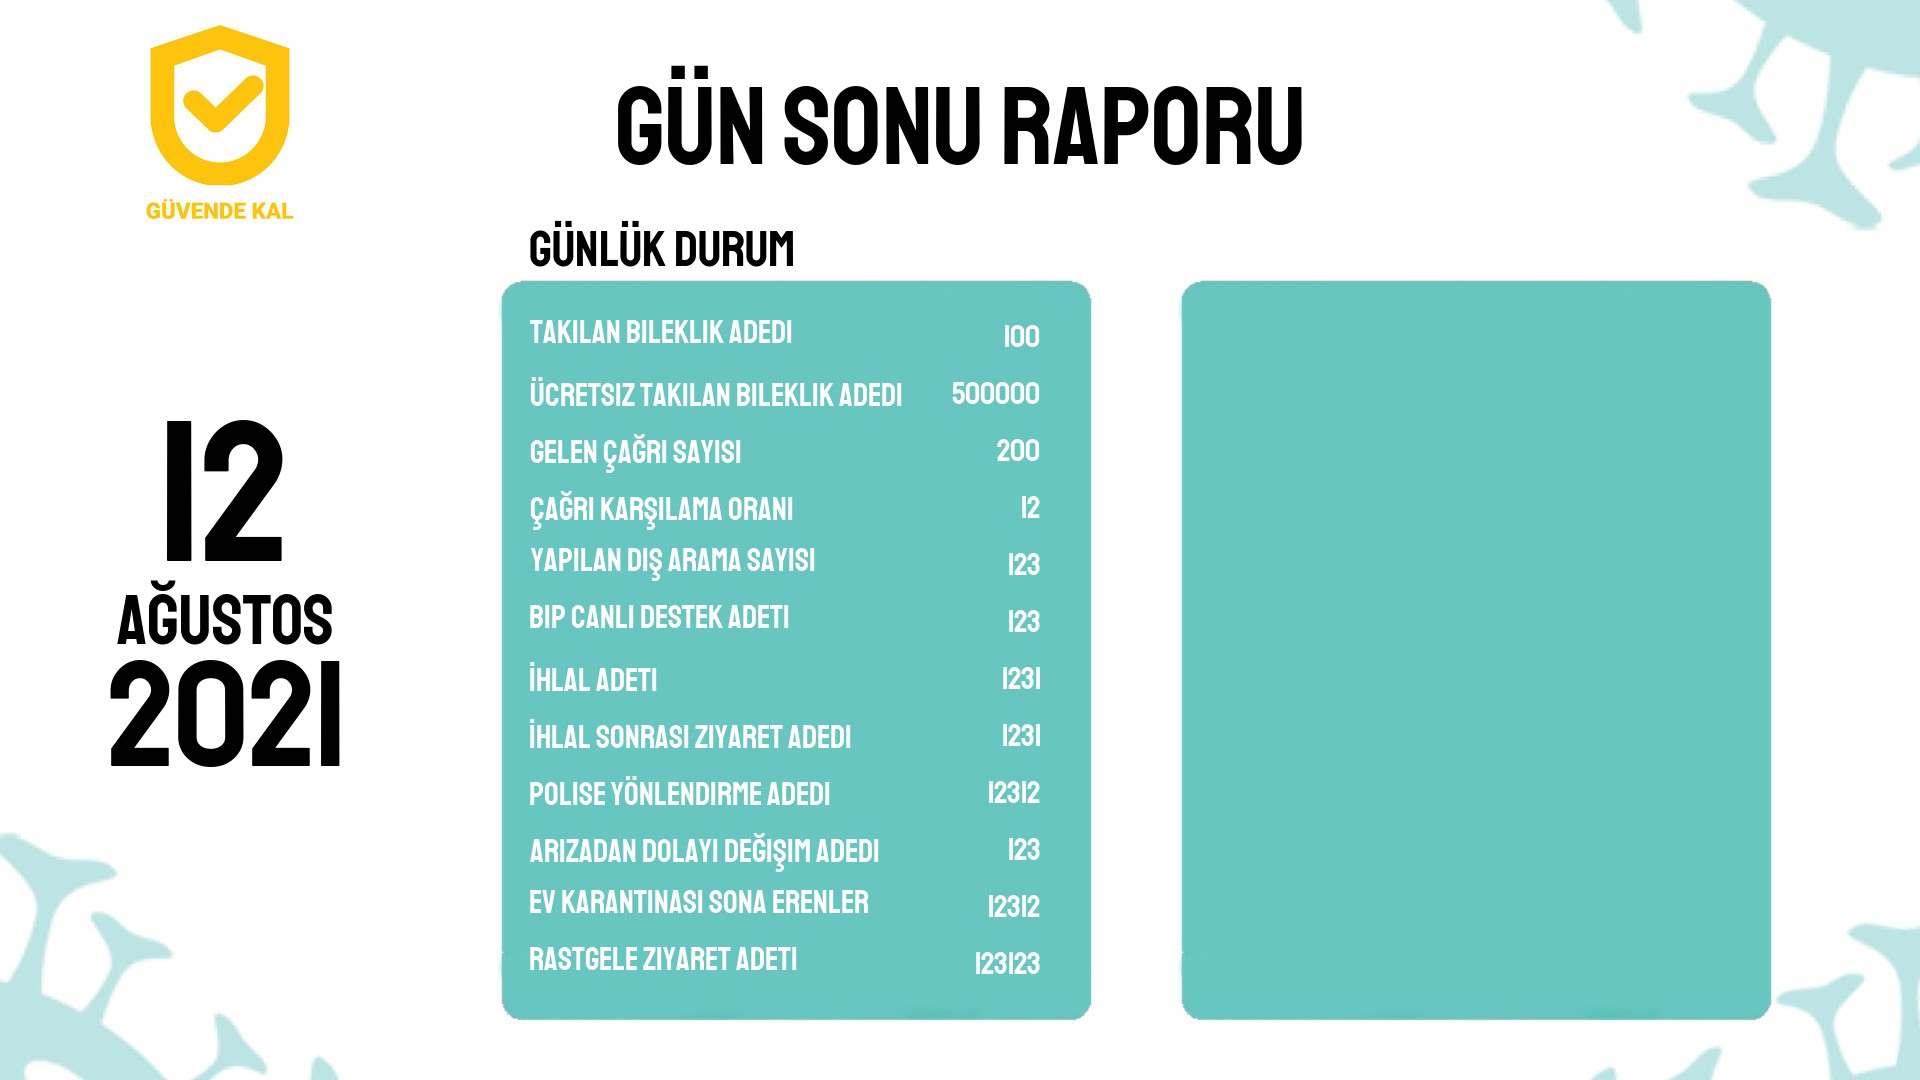 GÜVENDE KAL
GÜN SONU RAPORU
12
AĞUSTOS
2021
GÜNLÜK DURUM
TAKILAN BILEKLIK ADEDI 100
ÜCRETSIZ TAKILAN BILEKLIK ADEDI 500000
GELEN ÇAĞRI SAYISI 200
ÇAĞRI KARŞILAMA ORANI 12
YAPILAN DIŞ ARAMA SAYISI 123
BIP CANLI DESTEK ADETI 123
İHLAL ADETI 1231
İHLAL SONRASI ZIYARET ADEDI 1231
POLISE YÖNLENDIRME ADEDI 12312
ARIZADAN DOLAYI DEĞIŞIM ADEDI 123
EV KARANTINASI SONA ERENLER 12312
RASTGELE ZIYARET ADETI 123123